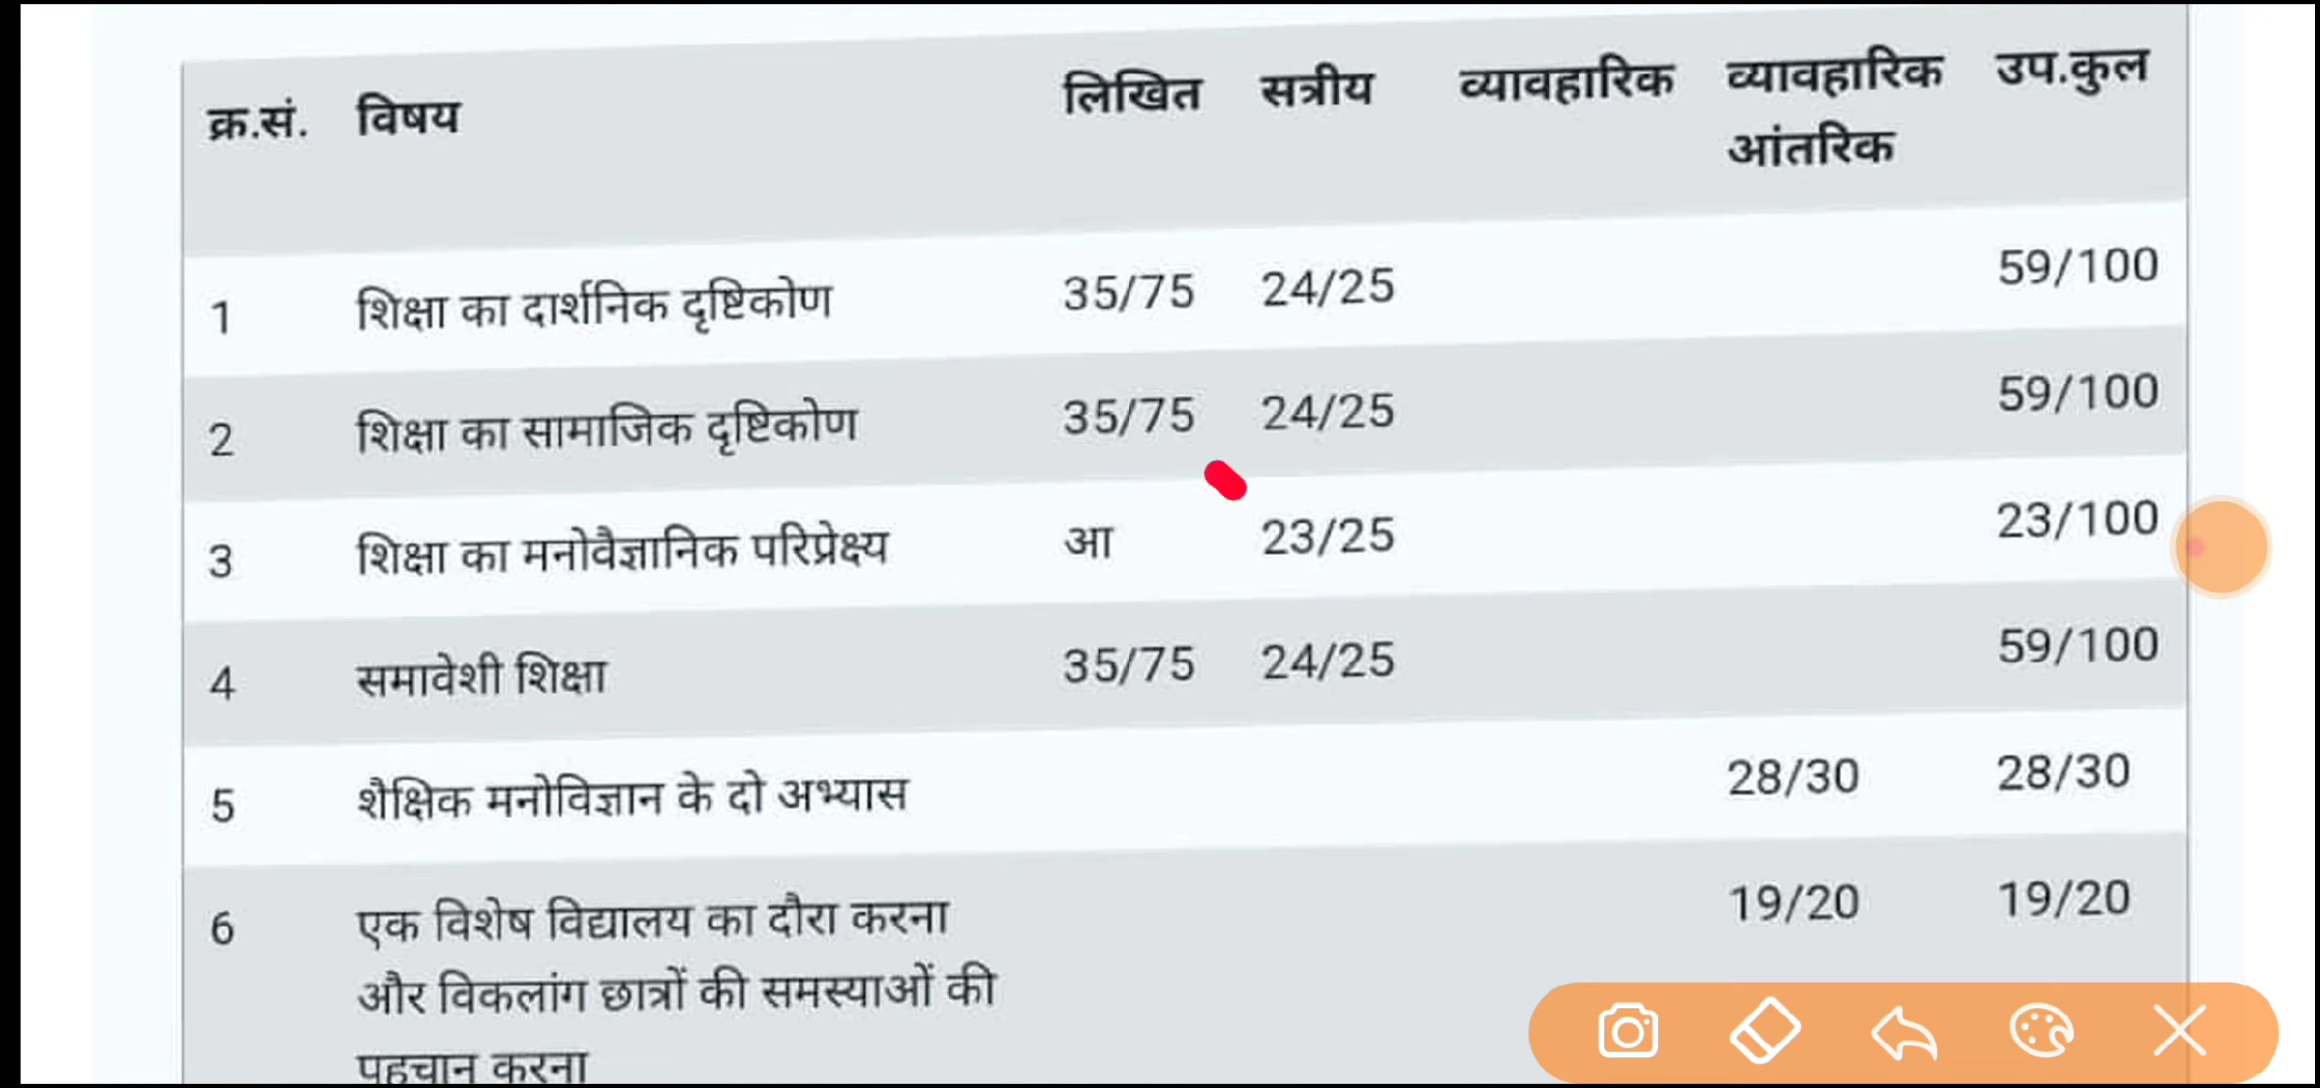 क्र.सं. विषय लिखित सत्रीय व्यावहारिक व्यावहारिक उप.कुल
आंतरिक
1 शिक्षा का दार्शनिक दृष्टिकोण 35/75 24/25 59/100
2 शिक्षा का सामाजिक दृष्टिकोण 35/75 24/25 59/100
3 शिक्षा का मनोवैज्ञानिक परिप्रेक्ष्य आ 23/25 23/100
4 समावेशी शिक्षा 35/75 24/25 59/100
5 शैक्षिक मनोविज्ञान के दो अभ्यास 28/30 28/30
6 एक विशेष विद्यालय का दौरा करना 19/20 19/20
और विकलांग छात्रों की समस्याओं की
पहचान करना